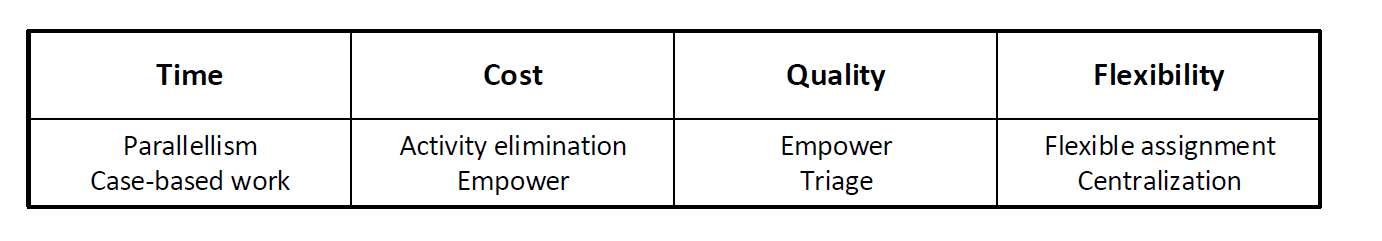 Time Cost Quality Flexibility
Parallellism Activity elimination Empower Flexible assignment
Case-based work Empower Triage Centralization